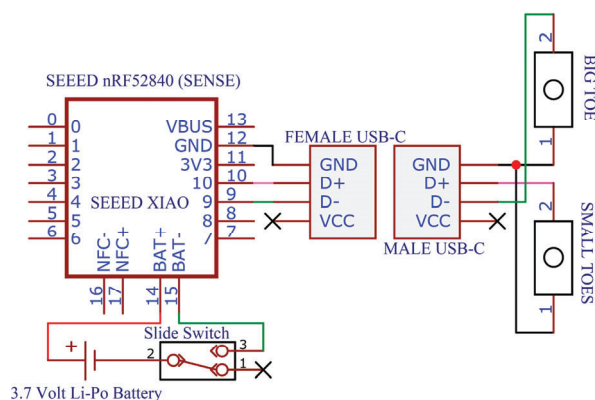 SEEED nRF52840 (SENSE)
0 0 VBUS 13
1 1 GND 12
2 2 3V3 11
3 3 10 10
4 4 9 9
5 5 8 8
6 6 7 7
SEEED XIAO
NFC- NFC+ BAT+ BAT-
16 17 14 15
FEMALE USB-C
GND
D+
D-
VCC
GND
D+
D-
VCC
MALE USB-C
2
1
BIG TOE
2
1
SMALL TOES
Slide Switch
+
2
3
1
3.7 Volt Li-Po Battery